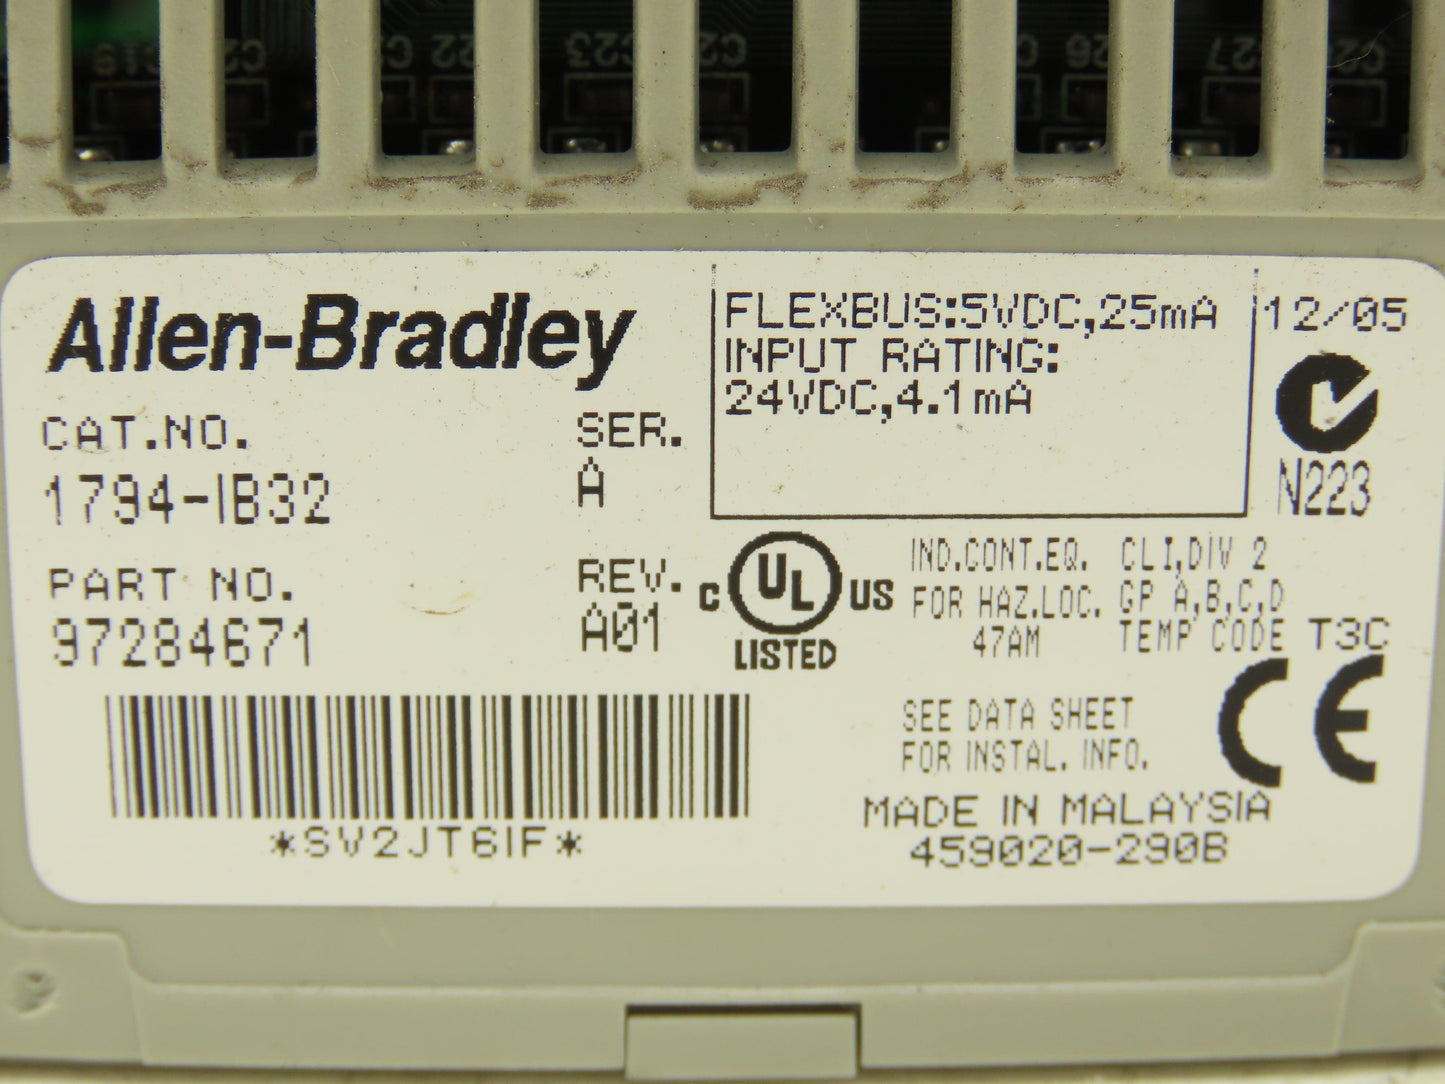 Allen-Bradley
CAT.NO.
1794-IB32
SER.
A
PART NO.
97284671
REV.
A01
*SV2JT6IF*
FLEXBUS:5VDC,25mA
INPUT RATING:
24VDC,4.1mA
12/05
N223
C UL US
LISTED
IND.CONT.EQ.
FOR HAZ.LOC.
47AM
CLI,DIV 2
GP A,B,C,D
TEMP CODE T3C
SEE DATA SHEET
FOR INSTAL. INFO.
CE
MADE IN MALAYSIA
459020-290B